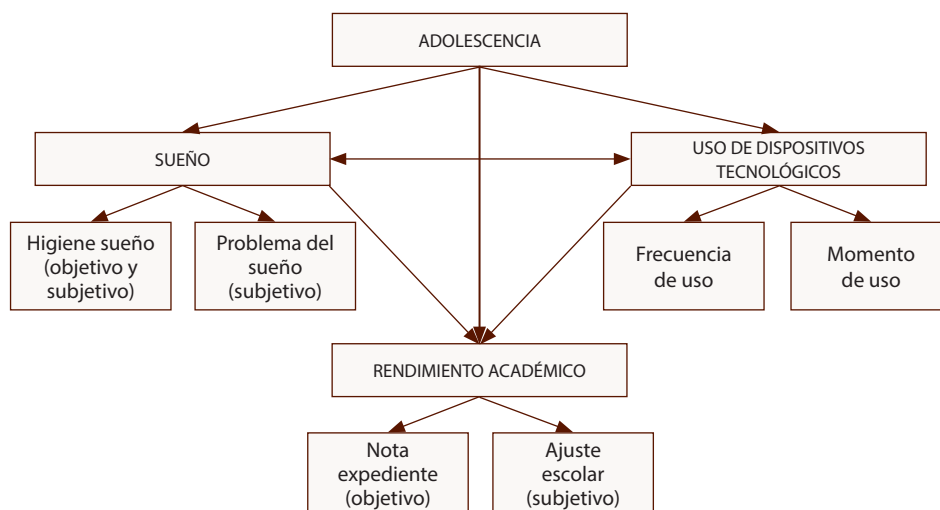 ADOLESCENCIA
SUEÑO
USO DE DISPOSITIVOS
TECNOLÓGICOS
Higiene sueño
(objetivo y
subjetivo)
Problema del
sueño
(subjetivo)
Frecuencia
de uso
Momento
de uso
RENDIMIENTO ACADÉMICO
Nota
expediente
(objetivo)
Ajuste
escolar
(subjetivo)